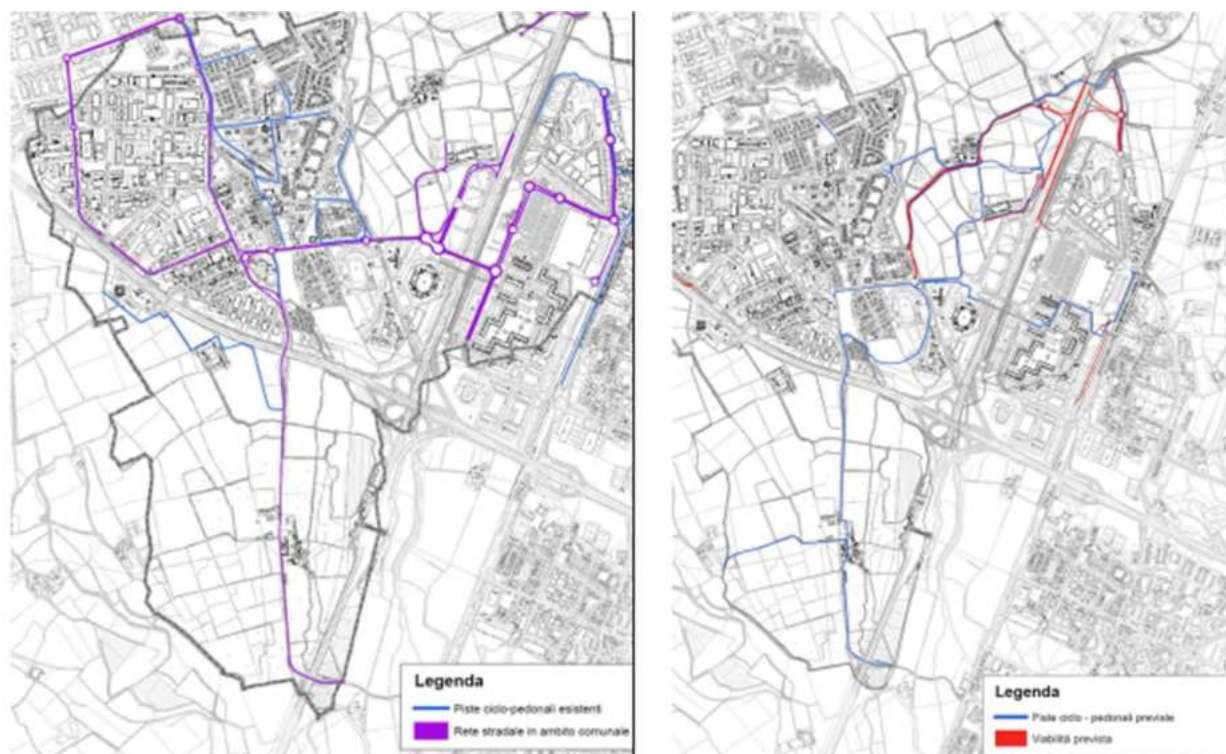 Legenda
Piste ciclo-pedonali esistenti
Rete stradale in ambito comunale
Legenda
Piste ciclo - pedonali previste
Viabilità prevista